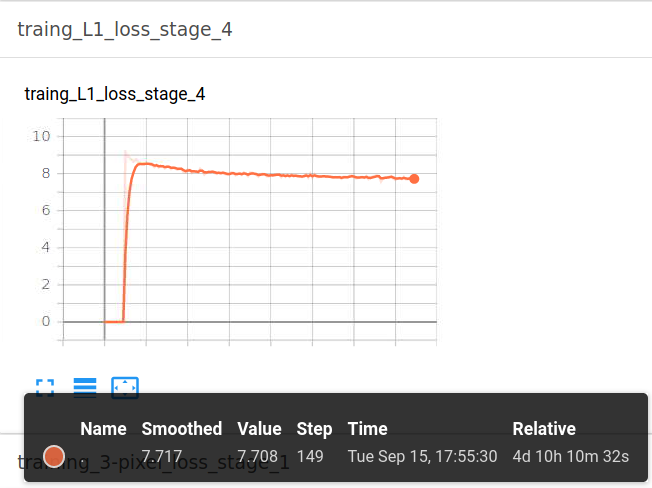 traing_L1_loss_stage_4
traing_L1_loss_stage_4
10
8
6
4
2
0
Name Smoothed Value Step Time Relative
7.717 7.708 149 Tue Sep 15, 17:55:30 4d 10h 10m 32s
traing_3-pixel_loss_stage_1